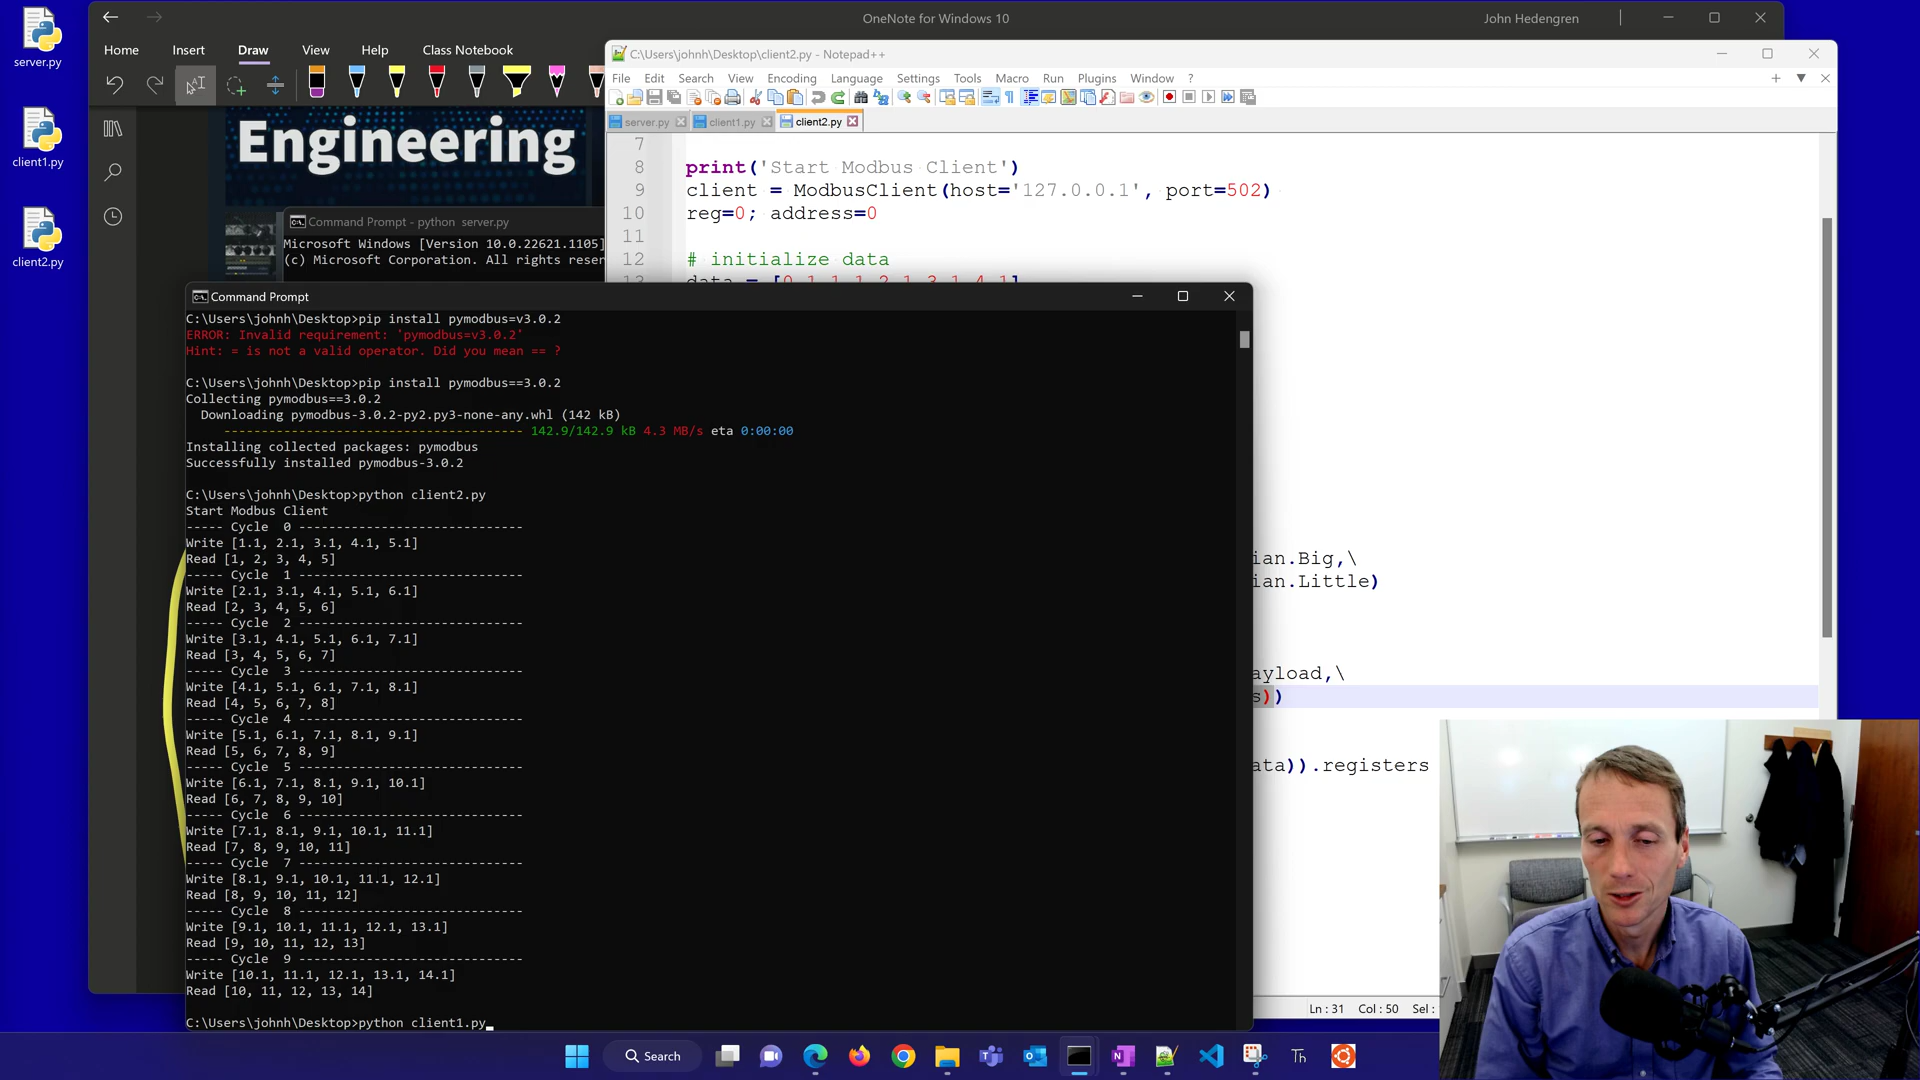 server.py
client1.py
client2.py
OneNote for Windows 10
John Hedengren
Home Insert Draw View Help Class Notebook
Engineering
Command Prompt - python server.py
Microsoft Windows [Version 10.0.22621.1105]
(c) Microsoft Corporation. All rights reser
C:\Users\johnh\Desktop\client2.py - Notepad++
File Edit Search View Encoding Language Settings Tools Macro Run Plugins Window ?
server.py client1.py client2.py
7
8 print('Start Modbus Client')
9 client = ModbusClient(host='127.0.0.1', port=502)
10 reg=0; address=0
11
12 # initialize data
13 data = [0.1,1.1,2.1,3.1,4.1]
ian.Big,\
ian.Little)
ayload,\
s))
ata)).registers
Ln : 31 Col : 50 Sel :
Command Prompt
C:\Users\johnh\Desktop>pip install pymodbus=v3.0.2
ERROR: Invalid requirement: 'pymodbus=v3.0.2'
Hint: = is not a valid operator. Did you mean == ?
C:\Users\johnh\Desktop>pip install pymodbus==3.0.2
Collecting pymodbus==3.0.2
Downloading pymodbus-3.0.2-py2.py3-none-any.whl (142 kB)
---------------------------------------- 142.9/142.9 kB 4.3 MB/s eta 0:00:00
Installing collected packages: pymodbus
Successfully installed pymodbus-3.0.2
C:\Users\johnh\Desktop>python client2.py
Start Modbus Client
----- Cycle 0 ------------------------------
Write [1.1, 2.1, 3.1, 4.1, 5.1]
Read [1, 2, 3, 4, 5]
----- Cycle 1 ------------------------------
Write [2.1, 3.1, 4.1, 5.1, 6.1]
Read [2, 3, 4, 5, 6]
----- Cycle 2 ------------------------------
Write [3.1, 4.1, 5.1, 6.1, 7.1]
Read [3, 4, 5, 6, 7]
----- Cycle 3 ------------------------------
Write [4.1, 5.1, 6.1, 7.1, 8.1]
Read [4, 5, 6, 7, 8]
----- Cycle 4 ------------------------------
Write [5.1, 6.1, 7.1, 8.1, 9.1]
Read [5, 6, 7, 8, 9]
----- Cycle 5 ------------------------------
Write [6.1, 7.1, 8.1, 9.1, 10.1]
Read [6, 7, 8, 9, 10]
----- Cycle 6 ------------------------------
Write [7.1, 8.1, 9.1, 10.1, 11.1]
Read [7, 8, 9, 10, 11]
----- Cycle 7 ------------------------------
Write [8.1, 9.1, 10.1, 11.1, 12.1]
Read [8, 9, 10, 11, 12]
----- Cycle 8 ------------------------------
Write [9.1, 10.1, 11.1, 12.1, 13.1]
Read [9, 10, 11, 12, 13]
----- Cycle 9 ------------------------------
Write [10.1, 11.1, 12.1, 13.1, 14.1]
Read [10, 11, 12, 13, 14]
C:\Users\johnh\Desktop>python client1.py_
Search
Th